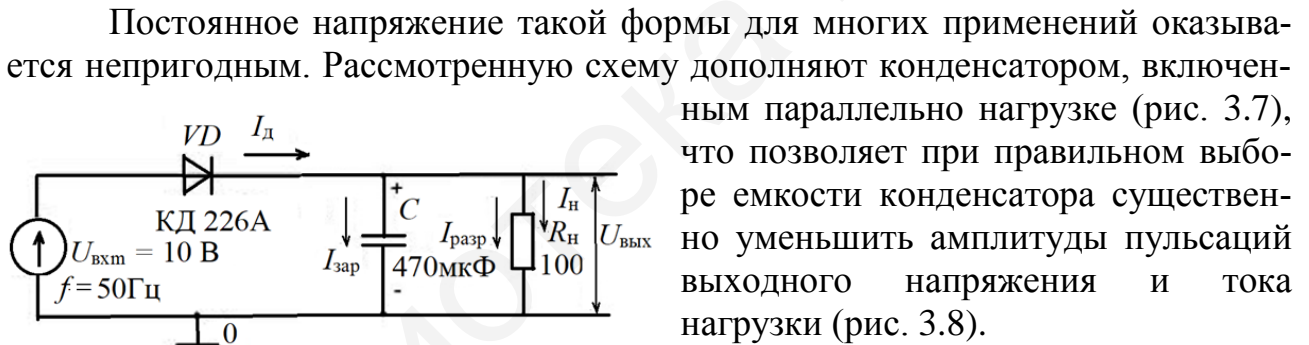 Постоянное напряжение такой формы для многих применений оказыва-
ется непригодным. Рассмотренную схему дополняют конденсатором, включен-
ным параллельно нагрузке (рис. 3.7),
что позволяет при правильном выбо-
ре емкости конденсатора существен-
но уменьшить амплитуды пульсаций
выходного напряжения и тока
нагрузки (рис. 3.8).
VD Iд
КД 226А
Uвхm = 10 В
f = 50Гц
Iзар
+
C
470мкФ
-
Iразр
Iн
Rн
100
Uвых
0